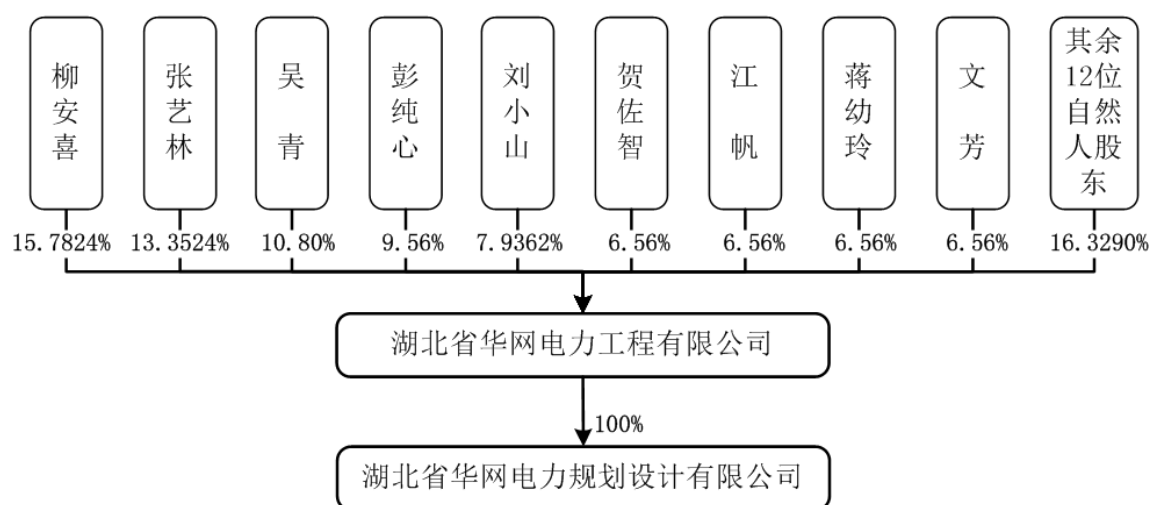 柳安喜
张艺林
吴青
彭纯心
刘小山
贺佐智
江帆
蒋幼玲
文芳
其余12位自然人股东
15.7824%
13.3524%
10.80%
9.56%
7.9362%
6.56%
6.56%
6.56%
6.56%
16.3290%
湖北省华网电力工程有限公司
100%
湖北省华网电力规划设计有限公司